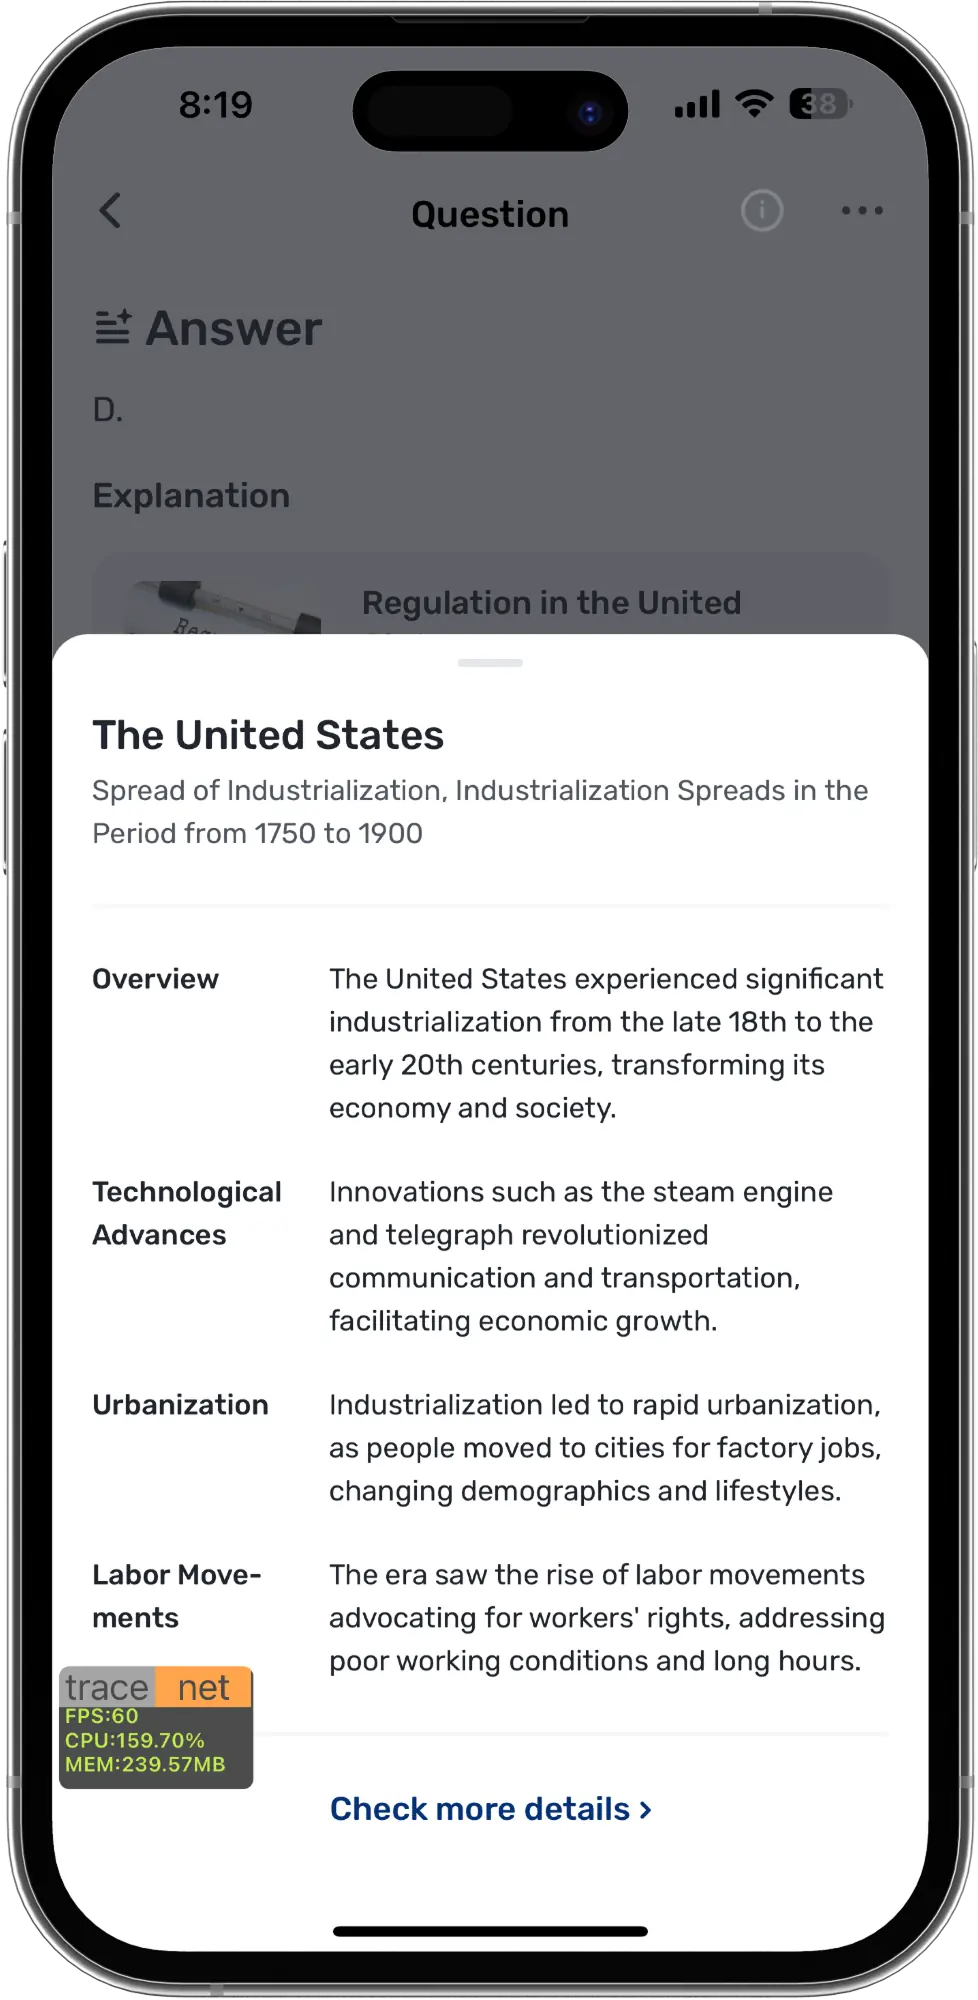 8:19
38
Question
Answer
D.
Explanation
Regulation in the United
The United States
Spread of Industrialization, Industrialization Spreads in the
Period from 1750 to 1900
Overview
The United States experienced significant
industrialization from the late 18th to the
early 20th centuries, transforming its
economy and society.
Technological
Advances
Innovations such as the steam engine
and telegraph revolutionized
communication and transportation,
facilitating economic growth.
Urbanization
Industrialization led to rapid urbanization,
as people moved to cities for factory jobs,
changing demographics and lifestyles.
Labor Move-
ments
The era saw the rise of labor movements
advocating for workers' rights, addressing
poor working conditions and long hours.
trace net
FPS:60
CPU:159.70%
MEM:239.57MB
Check more details ›